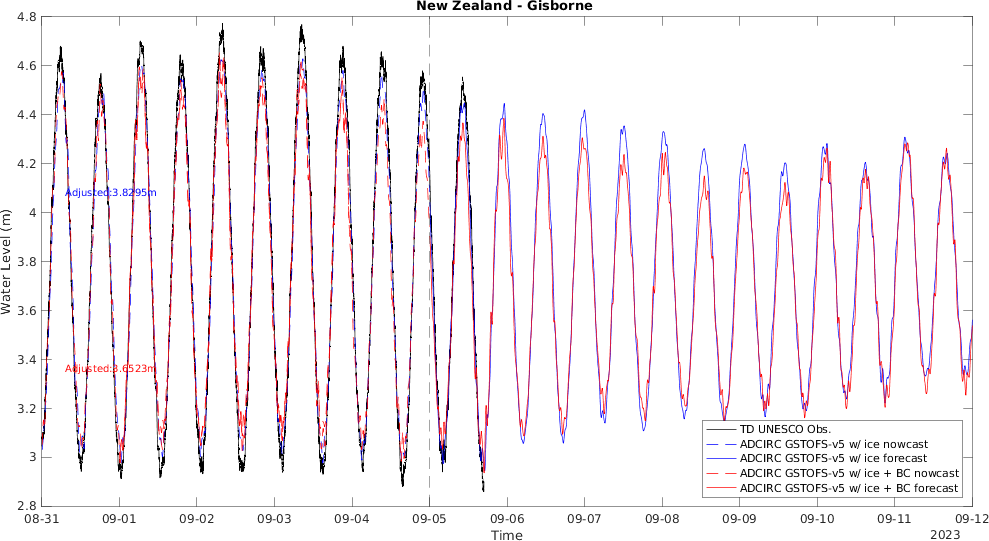 New Zealand - Gisborne
4.8
4.6
4.4
4.2
4
3.8
3.6
3.4
3.2
3
2.8
Water Level (m)
Adjusted:3.8295m
Adjusted:3.6523m
TD UNESCO Obs.
ADCIRC GSTOFS-v5 w/ ice nowcast
ADCIRC GSTOFS-v5 w/ ice forecast
ADCIRC GSTOFS-v5 w/ ice + BC nowcast
ADCIRC GSTOFS-v5 w/ ice + BC forecast
08-31 09-01 09-02 09-03 09-04 09-05 09-06 09-07 09-08 09-09 09-10 09-11 09-12
Time
2023